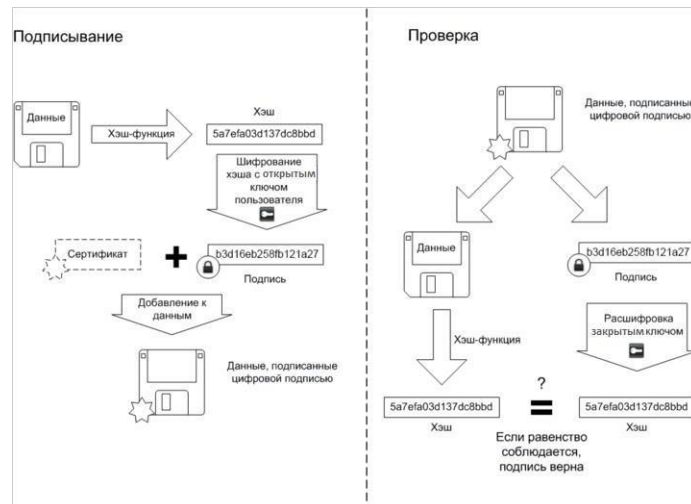 Подписывание
Данные
Хэш-функция
Хэш
5a7efa03d137dc8bbd
Шифрование
хэша с открытым
ключом
пользователя
Сертификат
b3d16eb258fb121a27
Подпись
Добавление к
данным
Данные, подписанные
цифровой подписью
Проверка
Данные, подписанные
цифровой подписью
Данные
b3d16eb258fb121a27
Подпись
Хэш-функция
Расшифровка
закрытым ключом
?
5a7efa03d137dc8bbd
5a7efa03d137dc8bbd
Хэш
Хэш
Если равенство
соблюдается,
подпись верна